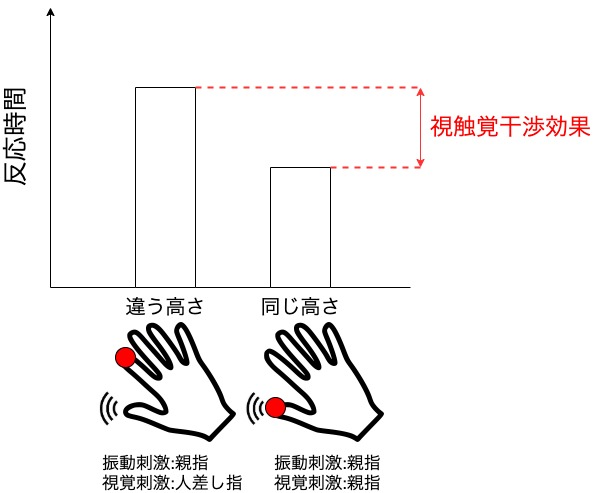 反応時間
視触覚干渉効果
違う高さ
同じ高さ
振動刺激:親指
視覚刺激:人差し指
振動刺激:親指
視覚刺激:親指